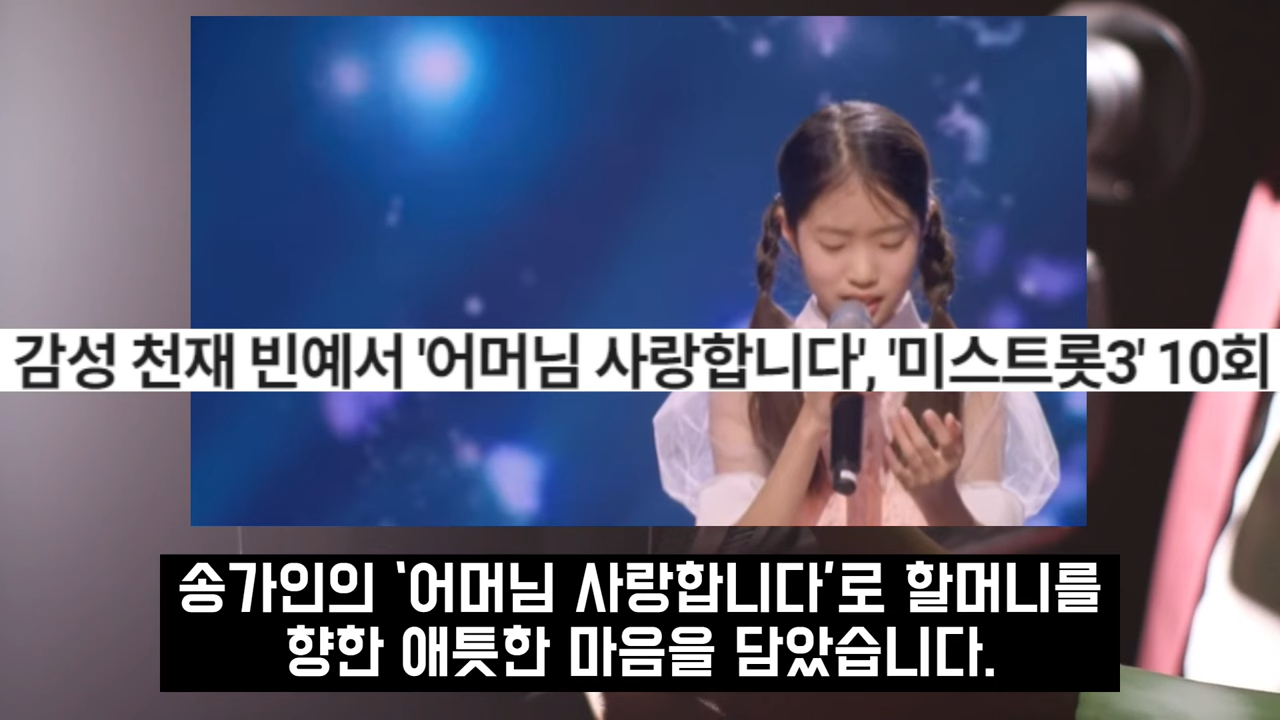 감성 천재 빈예서 '어머님 사랑합니다', '미스트롯3' 10회
송가인의 ‘어머님 사랑합니다’로 할머니를
향한 애틋한 마음을 담았습니다.